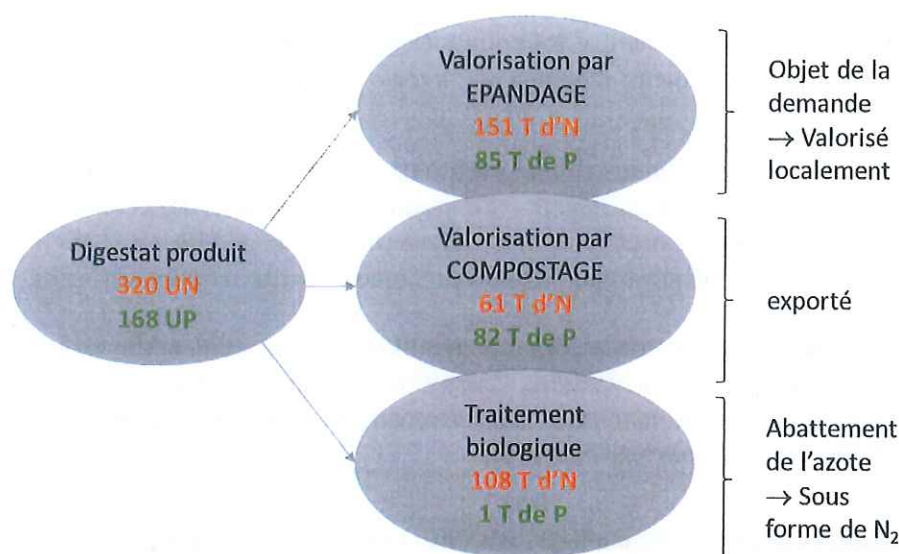 Digestat produit
320 UN
168 UP
Valorisation par
EPANDAGE
151 T d'N
85 T de P
Objet de la
demande
→ Valorisé
localement
Valorisation par
COMPOSTAGE
61 T d'N
82 T de P
exporté
Traitement
biologique
108 T d'N
1 T de P
Abattement
de l'azote
→ Sous
forme de N₂